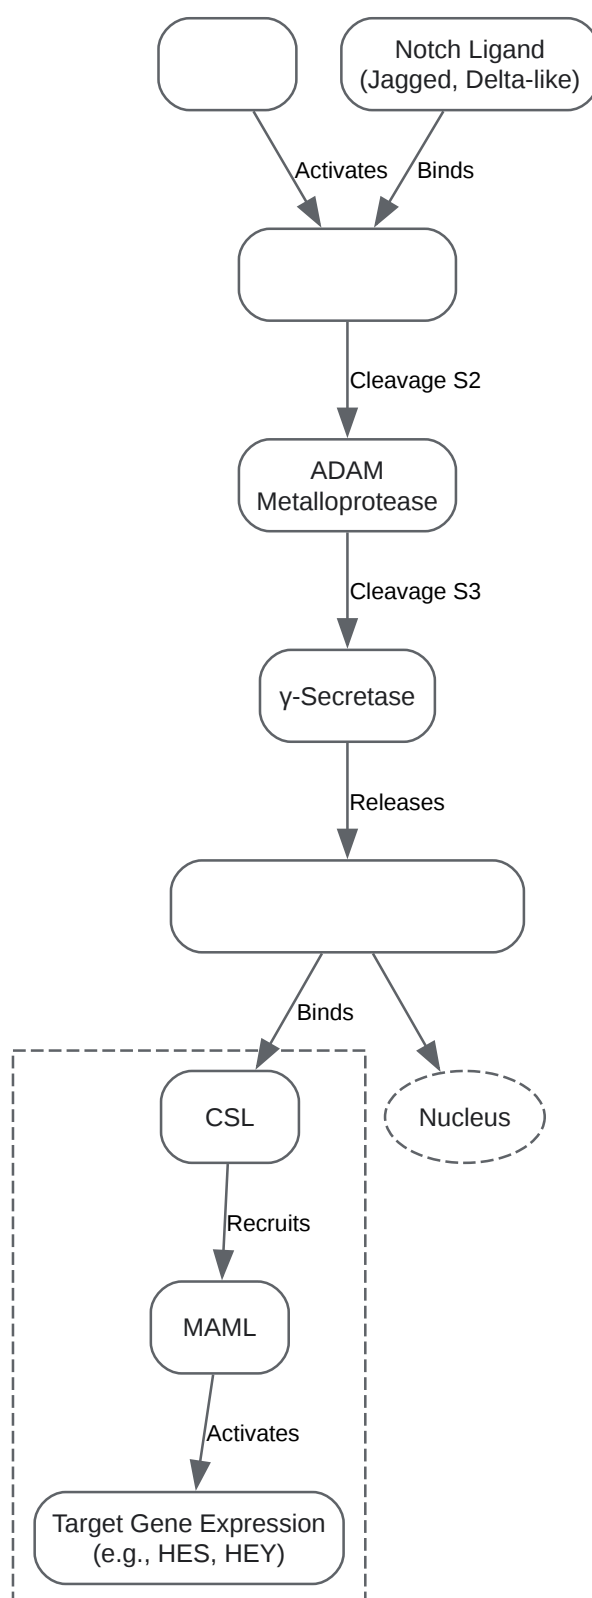 Notch Ligand
(Jagged, Delta-like)
Activates
Binds
Cleavage S2
ADAM
Metalloprotease
Cleavage S3
γ-Secretase
Releases
Binds
CSL
Nucleus
Recruits
MAML
Activates
Target Gene Expression
(e.g., HES, HEY)